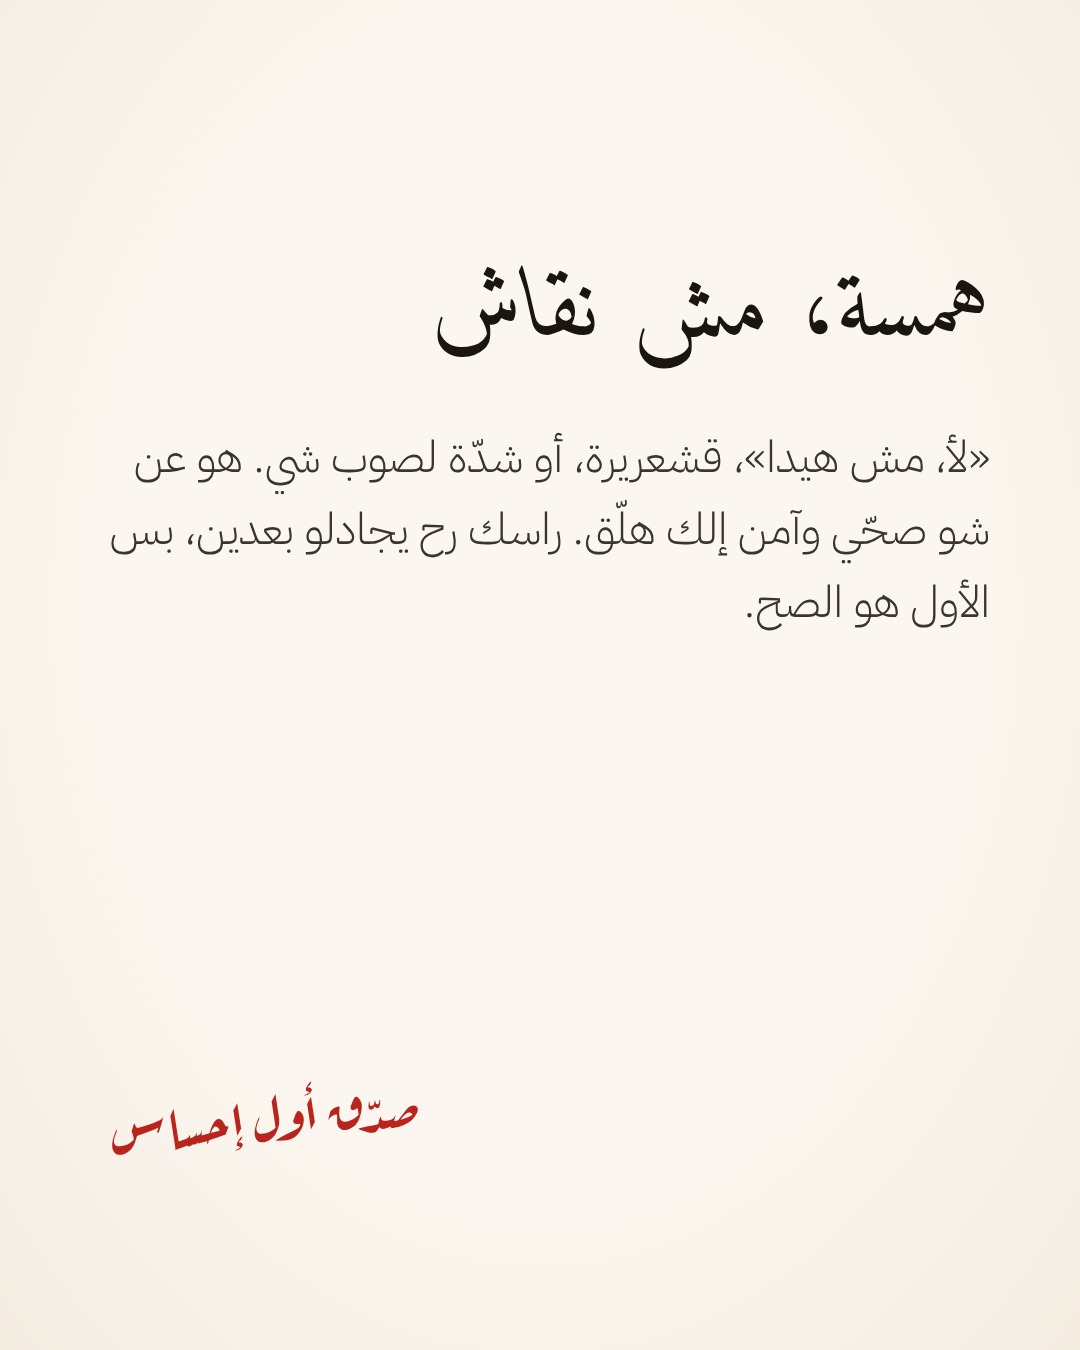 همسة، مش نقاش
«لأ، مش هيدا»، قشعريرة، أو شدّة لصوب شي. هو عن
شو صحّي وآمن إلك هلّق. راسك رح يجادلو بعدين، بس
الأول هو الصح.
صدّق أول إحساس